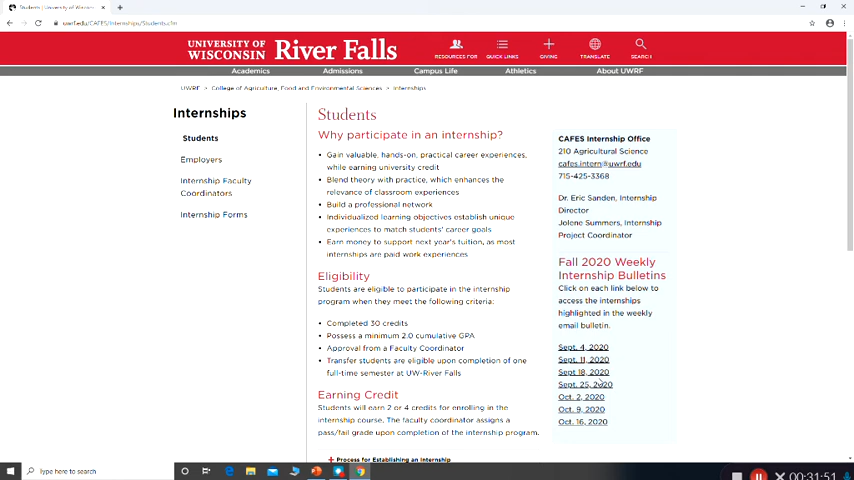 Students | University of Wiscons
uwrf.edu/CAFES/Internships/Students.cfm
UNIVERSITY OF WISCONSIN River Falls
RESOURCES FOR QUICK LINKS GIVING TRANSLATE SEARCH
Academics Admissions Campus Life Athletics About UWRF
UWRF College of Agriculture, Food and Environmental Sciences Internships
Internships
Students
Employers
Internship Faculty
Coordinators
Internship Forms
Students
Why participate in an internship?
• Gain valuable, hands-on, practical career experiences,
while earning university credit
• Blend theory with practice, which enhances the
relevance of classroom experiences
• Build a professional network
• Individualized learning objectives establish unique
experiences to match students' career goals
• Earn money to support next year's tuition, as most
internships are paid work experiences
Eligibility
Students are eligible to participate in the internship
program when they meet the following criteria:
• Completed 30 credits
• Possess a minimum 2.0 cumulative GPA
• Approval from a Faculty Coordinator
• Transfer students are eligible upon completion of one
full-time semester at UW-River Falls
Earning Credit
Students will earn 2 or 4 credits for enrolling in the
internship course. The faculty coordinator assigns a
pass/fail grade upon completion of the internship program.
+ Process for Establishing an Internship
CAFES Internship Office
210 Agricultural Science
cafes.intern@uwrf.edu
715-425-3368
Dr. Eric Sanden, Internship
Director
Jolene Summers, Internship
Project Coordinator
Fall 2020 Weekly
Internship Bulletins
Click on each link below to
access the internships
highlighted in the weekly
email bulletin.
Sept. 4, 2020
Sept. 11, 2020
Sept 18, 2020
Sept. 25, 2020
Oct. 2, 2020
Oct. 9, 2020
Oct. 16, 2020
Type here to search
00:31:51